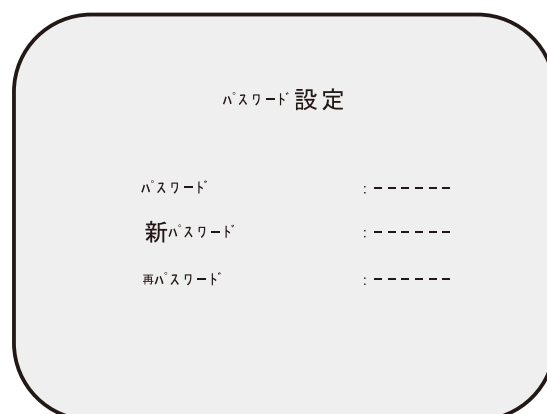 ﾊﾟｽﾜｰﾄﾞ設定
ﾊﾟｽﾜｰﾄﾞ : ------
新ﾊﾟｽﾜｰﾄﾞ : ------
再ﾊﾟｽﾜｰﾄﾞ : ------